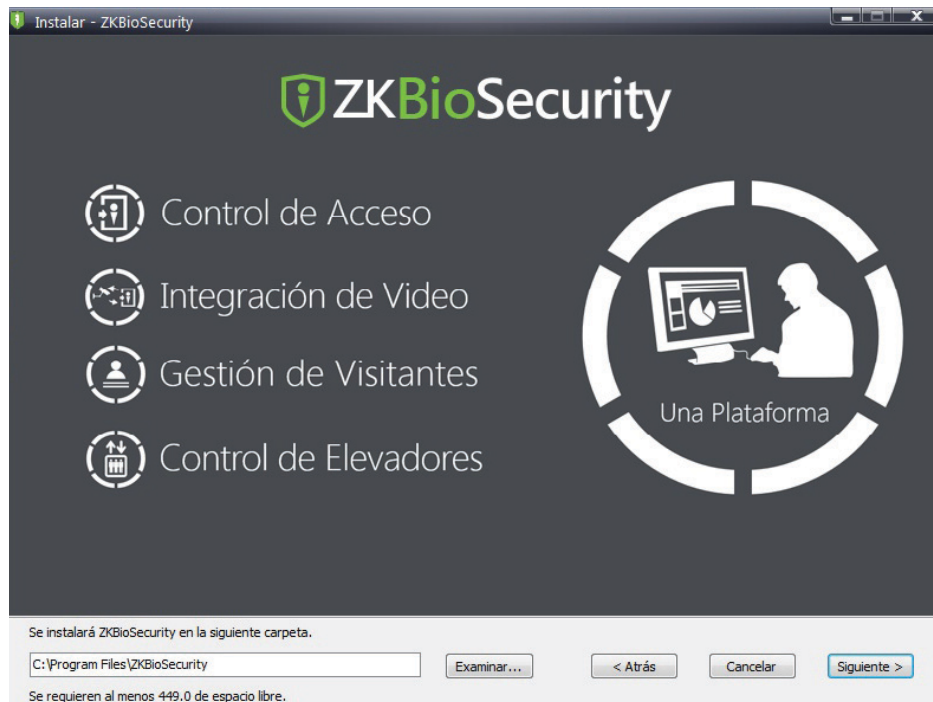 Instalar - ZKBioSecurity
ZKBioSecurity
Control de Acceso
Integración de Video
Gestión de Visitantes
Control de Elevadores
Una Plataforma
Se instalará ZKBioSecurity en la siguiente carpeta.
C:\Program Files\ZKBioSecurity
Examinar...
< Atrás
Cancelar
Siguiente >
Se requieren al menos 449.0 de espacio libre.